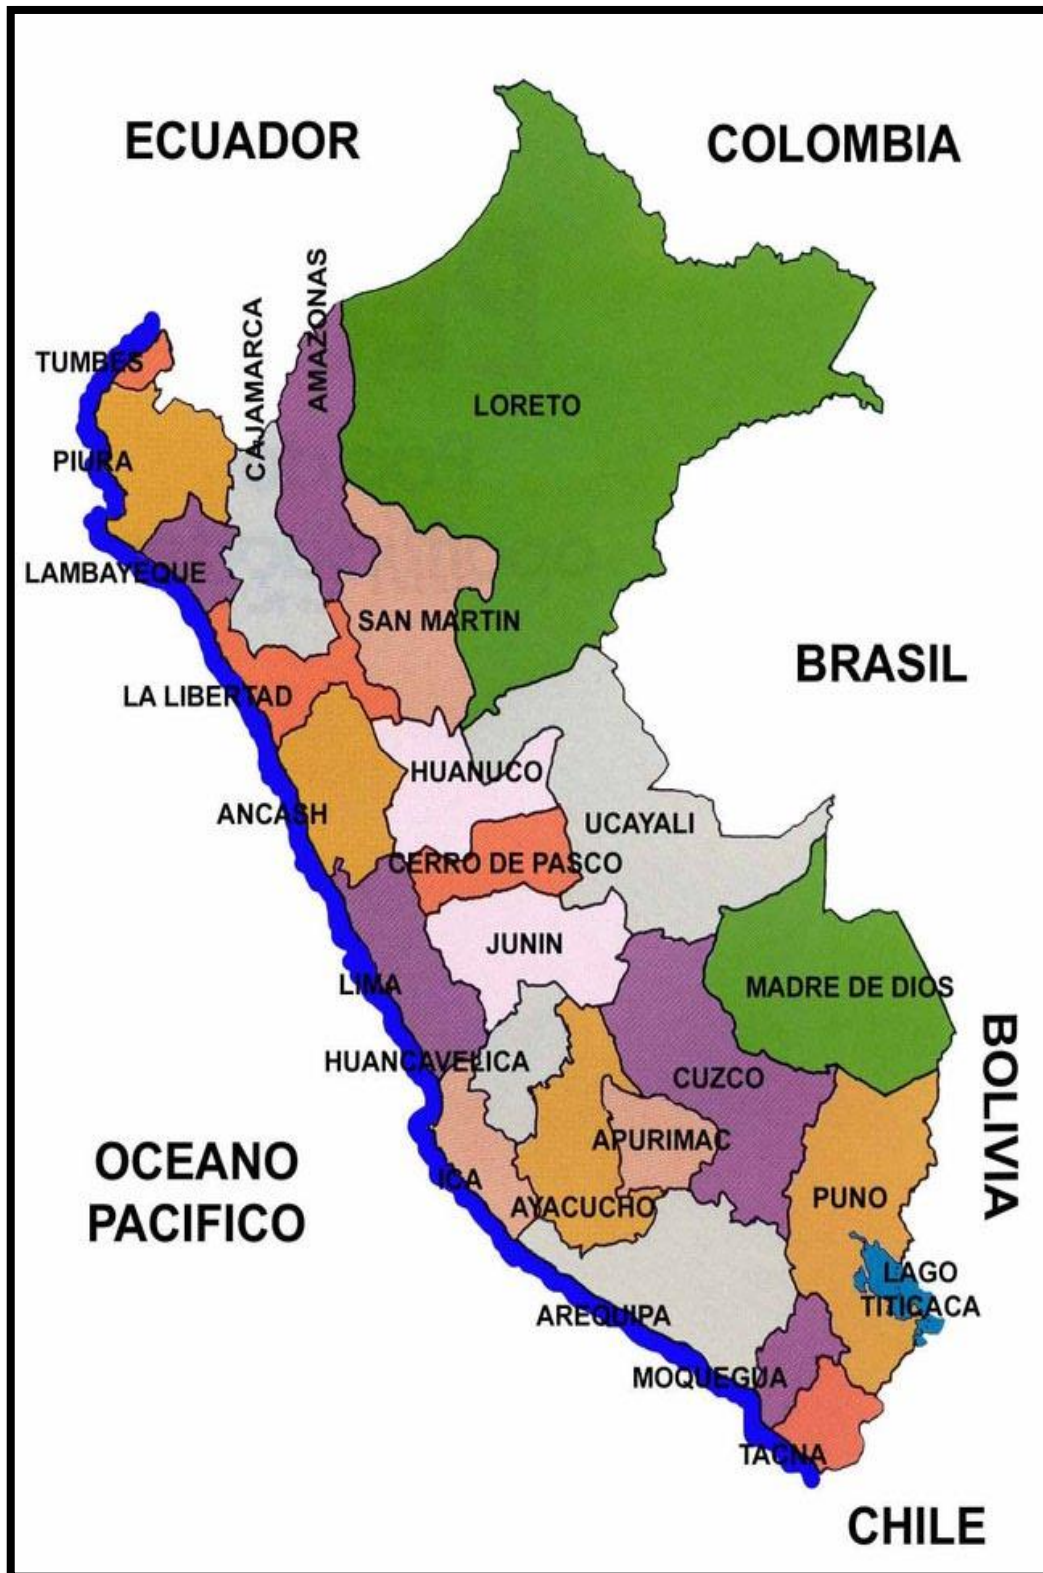 ECUADOR
COLOMBIA
AMAZONAS
CAJAMARCA
TUMBES
LORETO
PIURA
LAMBAYEQUE
SAN MARTIN
BRASIL
LA LIBERTAD
HUANUCO
ANCASH
UCAYALI
CERRO DE PASCO
JUNIN
LIMA
MADRE DE DIOS
HUANCAVELICA
CUZCO
BOLIVIA
APURIMAC
OCEANO
PACIFICO
ICA
AYACUCHO
PUNO
LAGO
TITICACA
AREQUIPA
MOQUEGUA
TACNA
CHILE